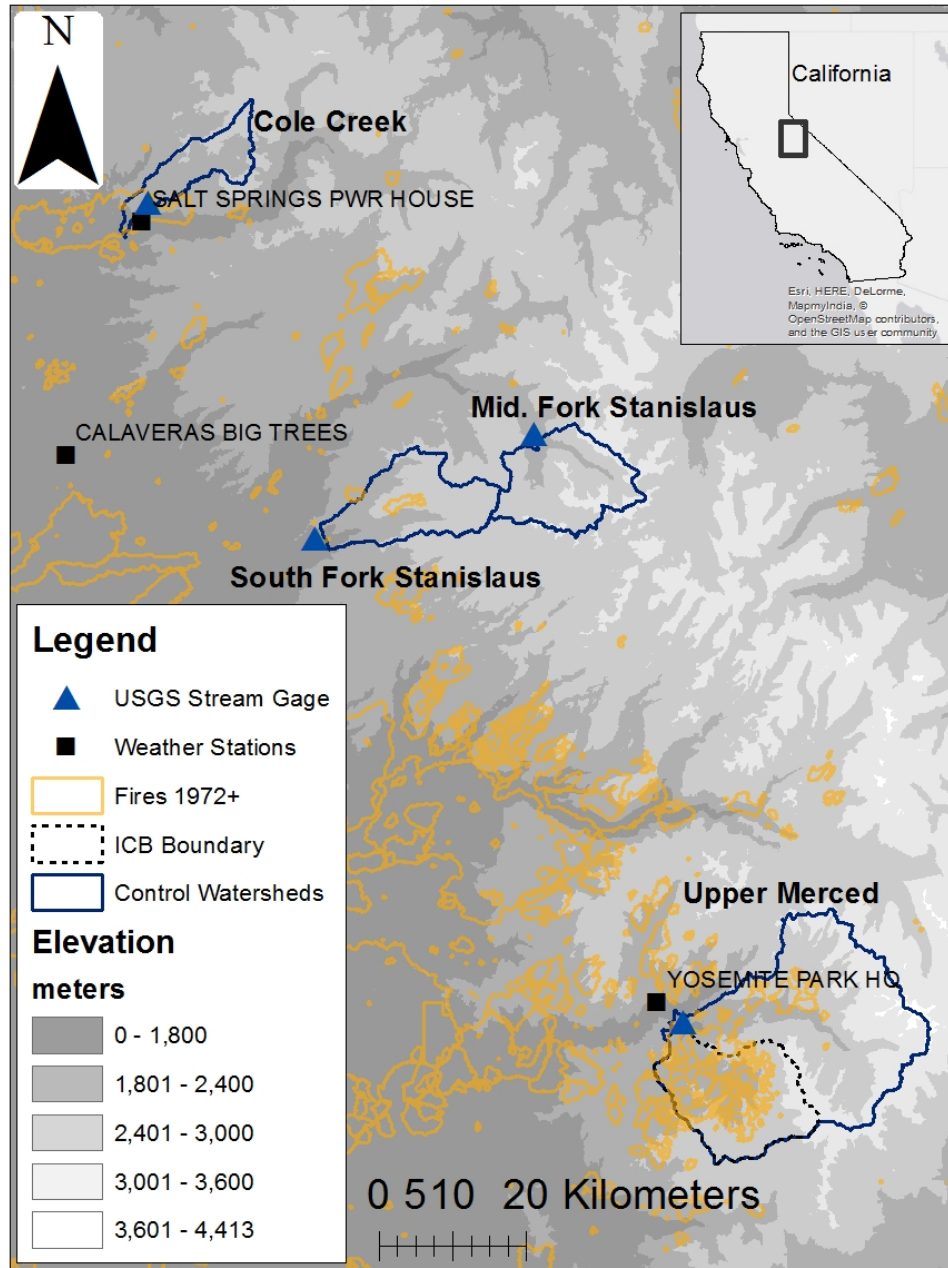 N
California
Cole Creek
SALT SPRINGS PWR HOUSE
Esri, HERE, DeLorme,
MapmyIndia, ©
OpenStreetMap contributors,
and the GIS user community
Mid. Fork Stanislaus
CALAVERAS BIG TREES
South Fork Stanislaus
Legend
USGS Stream Gage
Weather Stations
Fires 1972+
ICB Boundary
Control Watersheds
Elevation
meters
0 - 1,800
1,801 - 2,400
2,401 - 3,000
3,001 - 3,600
3,601 - 4,413
Upper Merced
YOSEMITE PARK HQ
0 510 20 Kilometers